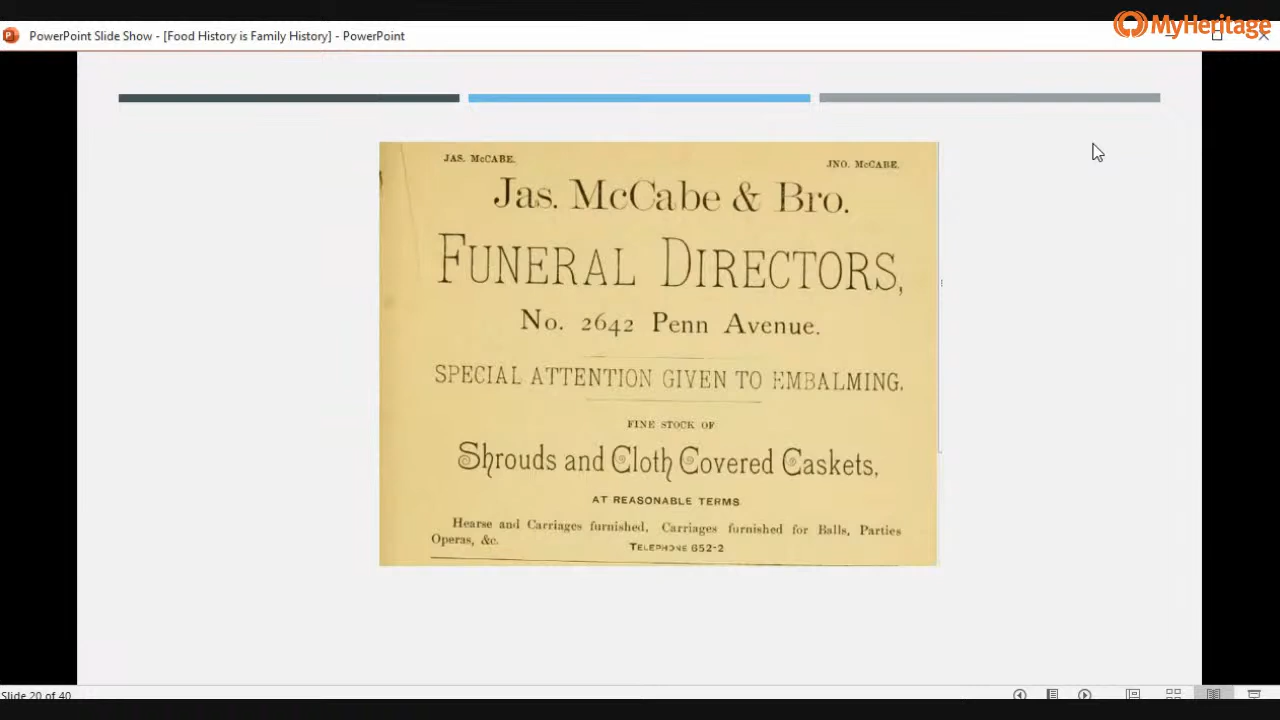 MyHeritage
PowerPoint Slide Show - [Food History is Family History] - PowerPoint
JAS. McCABE.
JNO. McCABE.
Jas. McCabe & Bro.
FUNERAL DIRECTORS,
No. 2642 Penn Avenue.
SPECIAL ATTENTION GIVEN TO EMBALMING.
FINE STOCK OF
Shrouds and Cloth Covered Caskets,
AT REASONABLE TERMS
Hearse and Carriages furnished, Carriages furnished for Balls, Parties
Operas, &c.
TELEPHONE 652-2
Slide 20 of 40